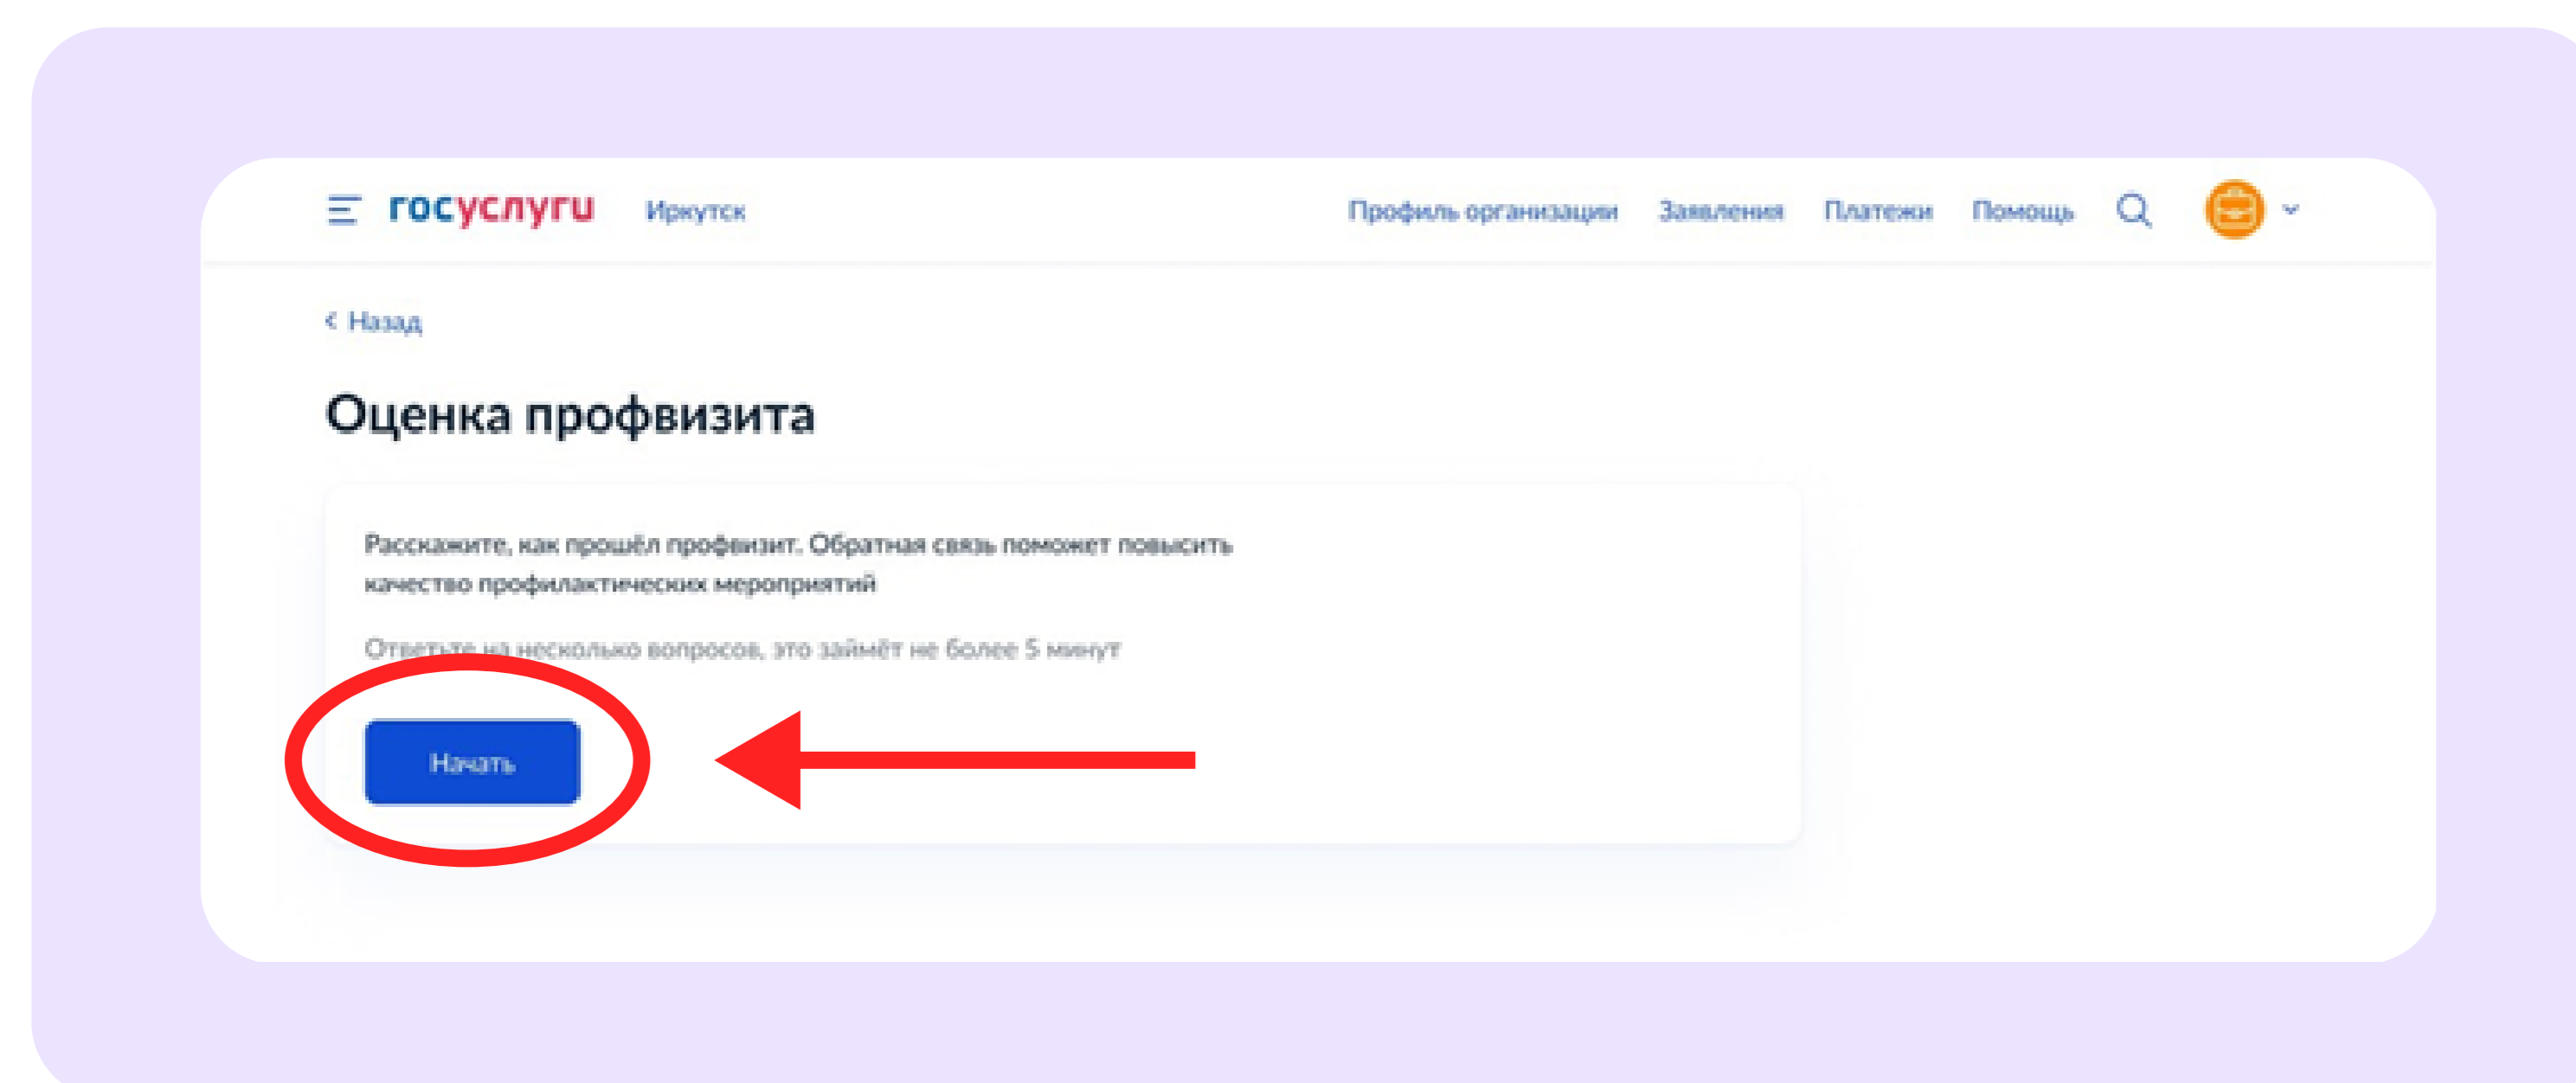 госуслуги Иркутск Профиль организации Заявления Платежи Помощь
< Назад
Оценка профвизита
Расскажите, как прошёл профвизит. Обратная связь поможет повысить
качество профилактических мероприятий
Ответьте на несколько вопросов, это займёт не более 5 минут
Начать